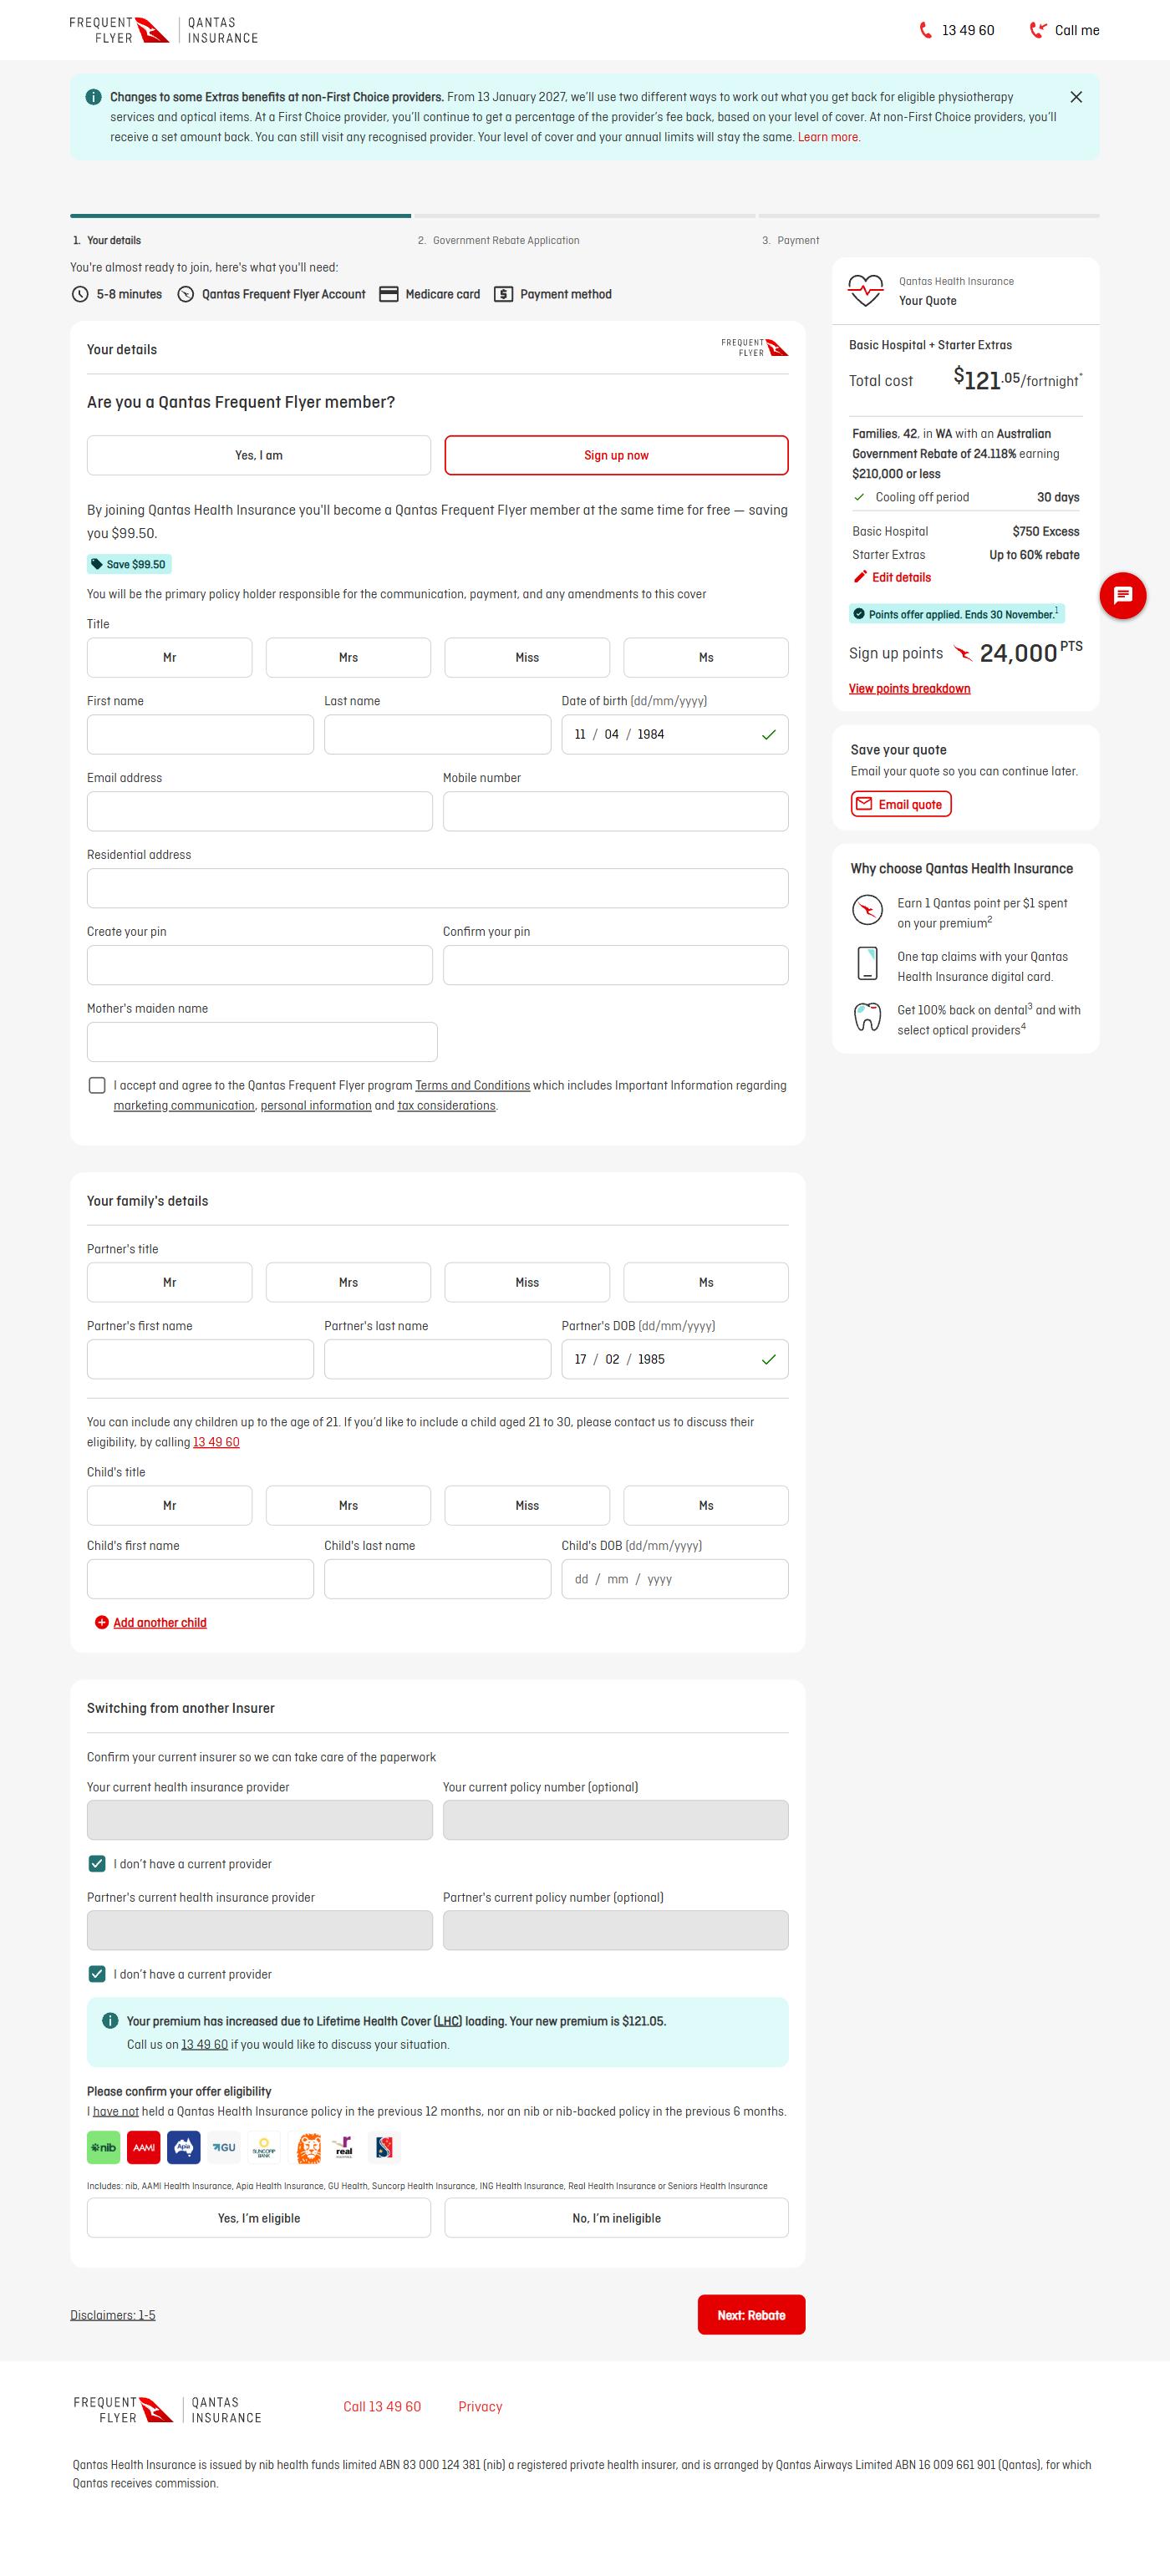 FREQUENT FLYER
QANTAS INSURANCE
13 49 60
Call me
Changes to some Extras benefits at non-First Choice providers. From 13 January 2027, we'll use two different ways to work out what you get back for eligible physiotherapy
services and optical items. At a First Choice provider, you'll continue to get a percentage of the provider's fee back, based on your level of cover. At non-First Choice providers, you'll
receive a set amount back. You can still visit any recognised provider. Your level of cover and your annual limits will stay the same. Learn more.
1. Your details
2. Government Rebate Application
3. Payment
You're almost ready to join, here's what you'll need:
5-8 minutes
Qantas Frequent Flyer Account
Medicare card
Payment method
Your details
FREQUENT FLYER
Are you a Qantas Frequent Flyer member?
Yes, I am
Sign up now
By joining Qantas Health Insurance you'll become a Qantas Frequent Flyer member at the same time for free — saving
you $99.50.
Save $99.50
You will be the primary policy holder responsible for the communication, payment, and any amendments to this cover
Title
Mr
Mrs
Miss
Ms
First name
Last name
Date of birth (dd/mm/yyyy)
11 / 04 / 1984
Email address
Mobile number
Residential address
Create your pin
Confirm your pin
Mother's maiden name
I accept and agree to the Qantas Frequent Flyer program Terms and Conditions which includes Important Information regarding
marketing communication, personal information and tax considerations.
Your family's details
Partner's title
Mr
Mrs
Miss
Ms
Partner's first name
Partner's last name
Partner's DOB (dd/mm/yyyy)
17 / 02 / 1985
You can include any children up to the age of 21. If you'd like to include a child aged 21 to 30, please contact us to discuss their
eligibility, by calling 13 49 60
Child's title
Mr
Mrs
Miss
Ms
Child's first name
Child's last name
Child's DOB (dd/mm/yyyy)
dd / mm / yyyy
Add another child
Switching from another Insurer
Confirm your current insurer so we can take care of the paperwork
Your current health insurance provider
Your current policy number (optional)
I don't have a current provider
Partner's current health insurance provider
Partner's current policy number (optional)
I don't have a current provider
Your premium has increased due to Lifetime Health Cover (LHC) loading. Your new premium is $121.05.
Call us on 13 49 60 if you would like to discuss your situation.
Please confirm your offer eligibility
I have not held a Qantas Health Insurance policy in the previous 12 months, nor an nib or nib-backed policy in the previous 6 months.
nib
AAMI
Apia
GU
SUNCORP BANK
real
Includes: nib, AAMI Health Insurance, Apia Health Insurance, GU Health, Suncorp Health Insurance, ING Health Insurance, Real Health Insurance or Seniors Health Insurance
Yes, I'm eligible
No, I'm ineligible
Disclaimers: 1-5
Next: Rebate
Qantas Health Insurance
Your Quote
Basic Hospital + Starter Extras
Total cost
$121.05/fortnight*
Families, 42, in WA with an Australian
Government Rebate of 24.118% earning
$210,000 or less
Cooling off period
30 days
Basic Hospital
$750 Excess
Starter Extras
Up to 60% rebate
Edit details
Points offer applied. Ends 30 November.1
Sign up points
24,000 PTS
View points breakdown
Save your quote
Email your quote so you can continue later.
Email quote
Why choose Qantas Health Insurance
Earn 1 Qantas point per $1 spent
on your premium2
One tap claims with your Qantas
Health Insurance digital card.
Get 100% back on dental3 and with
select optical providers4
FREQUENT FLYER
QANTAS INSURANCE
Call 13 49 60
Privacy
Qantas Health Insurance is issued by nib health funds limited ABN 83 000 124 381 (nib) a registered private health insurer, and is arranged by Qantas Airways Limited ABN 16 009 661 901 (Qantas), for which
Qantas receives commission.